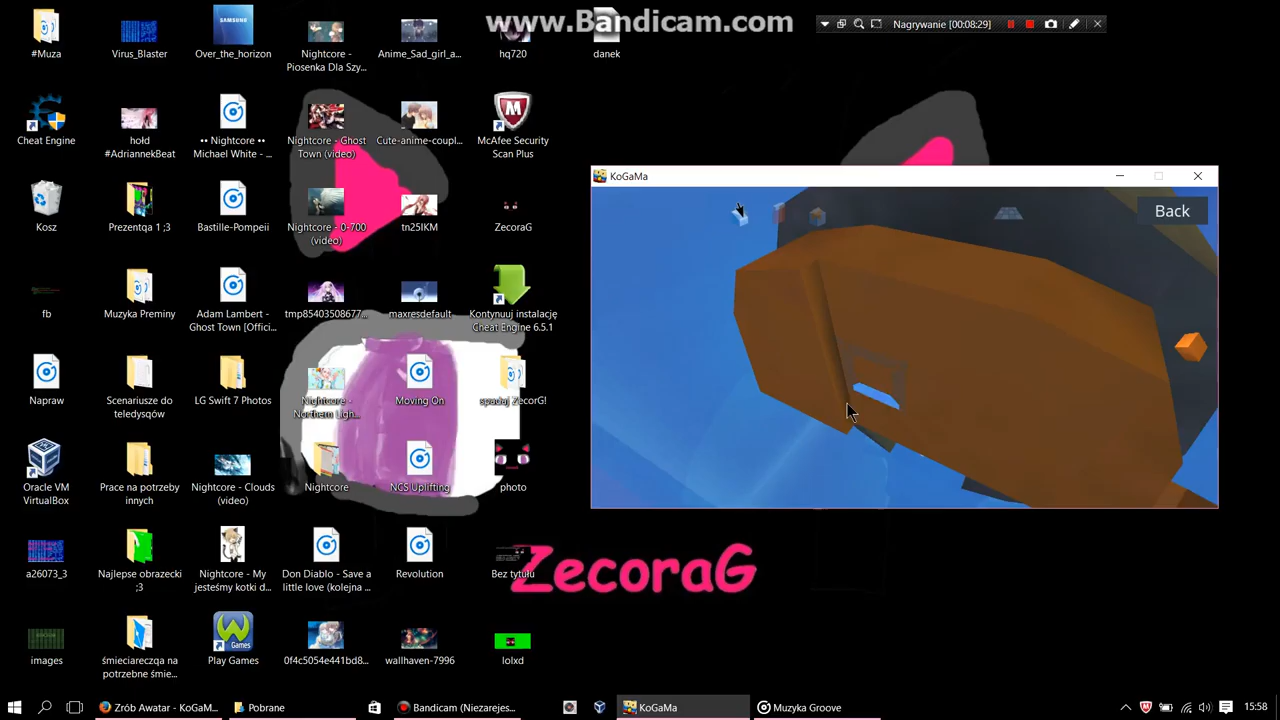 www.Bandicam.com
Nagrywanie [00:08:29]
#Muza
Virus_Blaster
Over_the_horizon
Nightcore -
Piosenka Dla Szy...
Anime_Sad_girl_a...
hq720
danek
Cheat Engine
hołd
#AdriannekBeat
•• Nightcore ••
Michael White - ...
Nightcore - Ghost
Town (video)
Cute-anime-coupl...
McAfee Security
Scan Plus
Kosz
Prezentqa 1 ;3
Bastille-Pompeii
Nightcore - 0-700
(video)
tn25IKM
ZecoraG
fb
Muzyka Preminy
Adam Lambert -
Ghost Town [Offici...
tmp85403508677...
maxresdefault
Kontynuuj instalację
Cheat Engine 6.5.1
Napraw
Scenariusze do
teledysqów
LG Swift 7 Photos
Nightcore -
Northern Ligh...
Moving On
spadaj ZecorG!
Oracle VM
VirtualBox
Prace na potrzeby
innych
Nightcore - Clouds
(video)
Nightcore
NCS Uplifting
photo
a26073_3
Najlepse obrazecki
;3
Nightcore - My
jesteśmy kotki d...
Don Diablo - Save a
little love (kolejna ...
Revolution
Bez tytułu
images
śmieciareczqa na
potrzebne śmie...
Play Games
0f4c5054e441bd8...
wallhaven-7996
lolxd
Games
KoGaMa
Back
ZecoraG
Zrób Awatar - KoGaM...
Pobrane
Bandicam (Niezarejes...
KoGaMa
Muzyka Groove
15:58